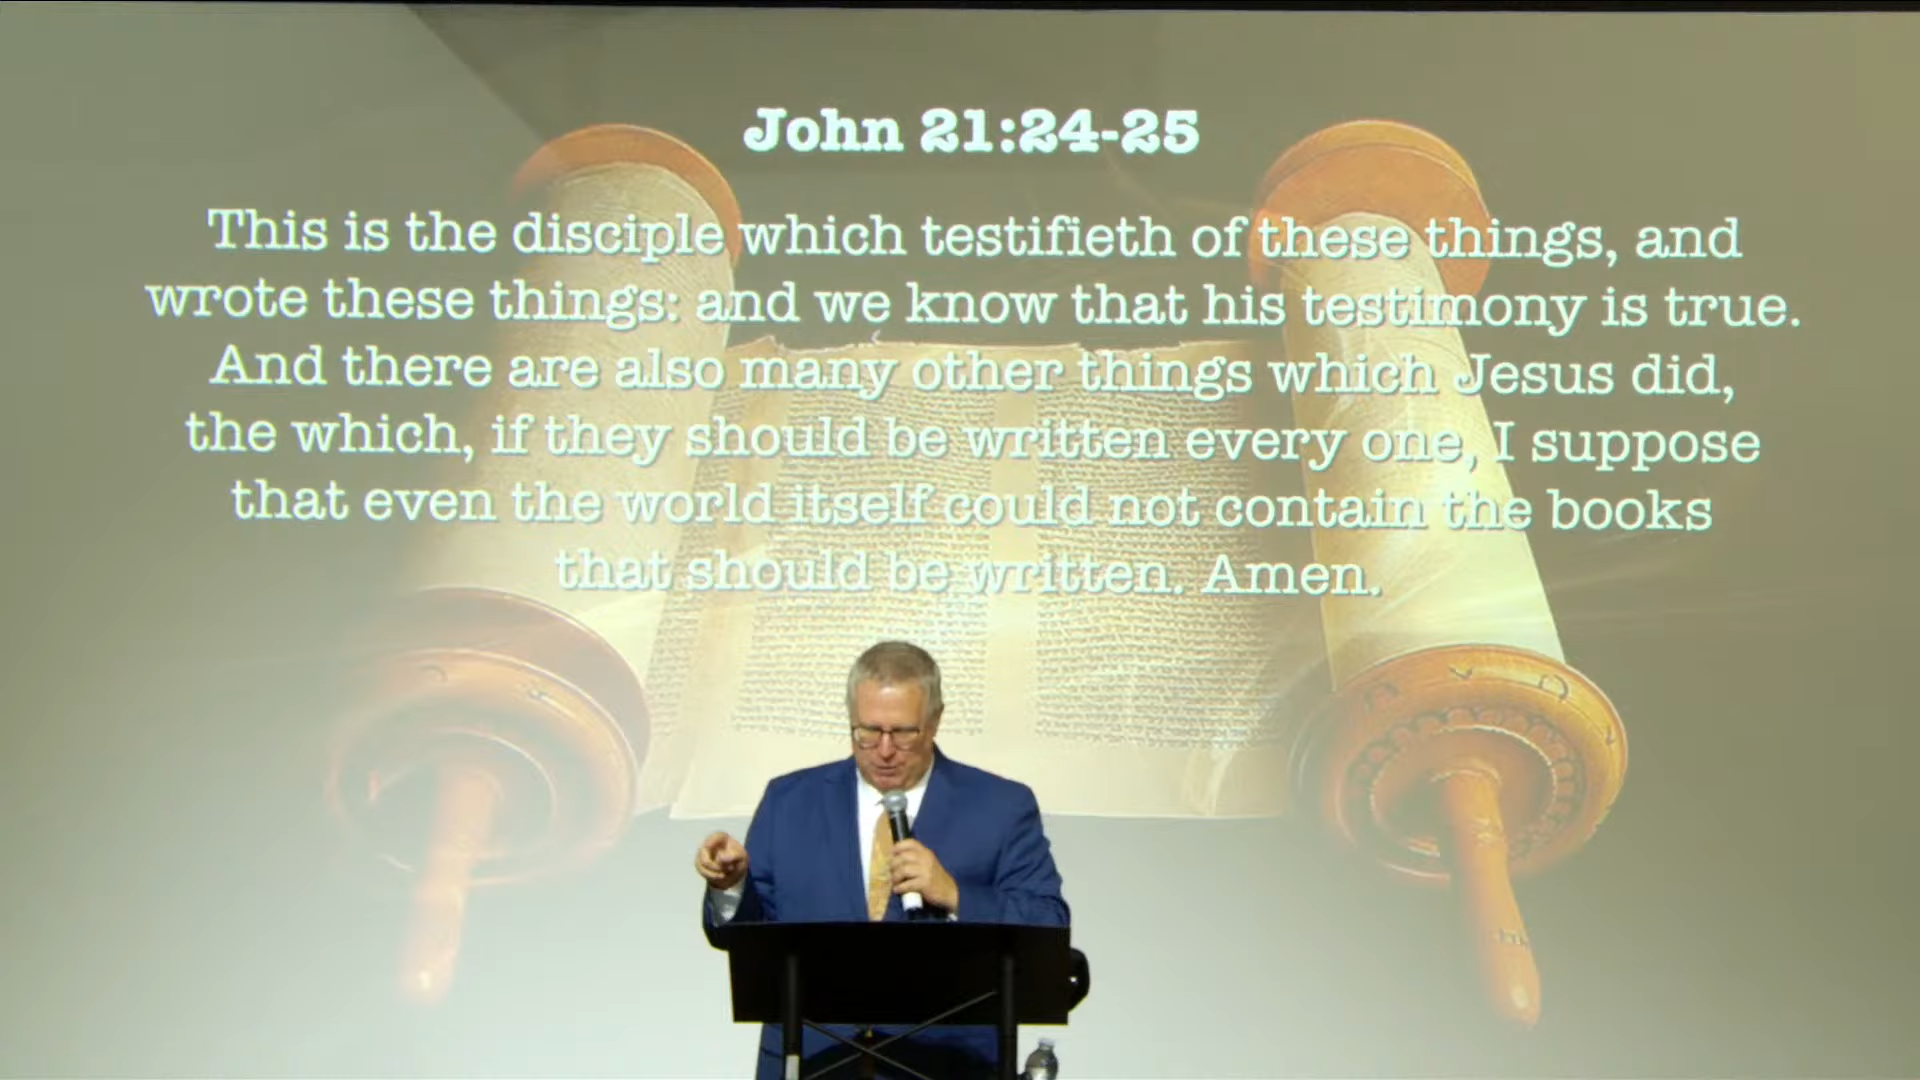 John 21:24-25
This is the disciple which testifieth of these things, and
wrote these things: and we know that his testimony is true.
And there are also many other things which Jesus did,
the which, if they should be written every one, I suppose
that even the world itself could not contain the books
that should be written. Amen.